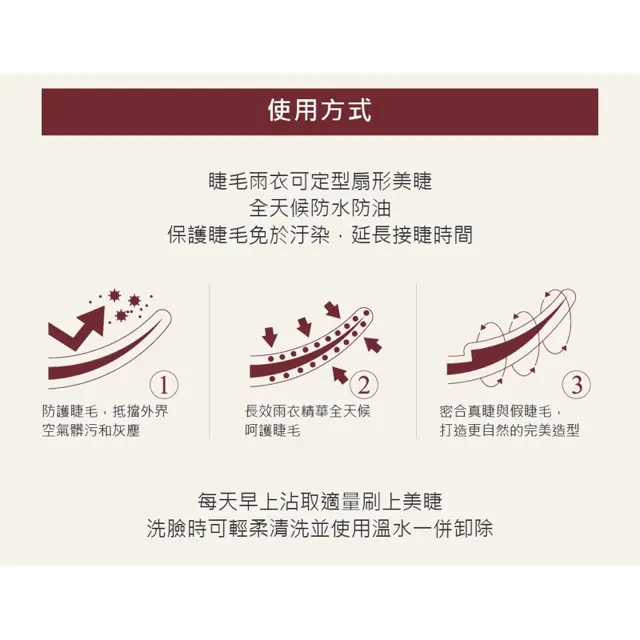 使用方式
睫毛雨衣可定型扇形美睫
全天候防水防油
保護睫毛免於汙染，延長接睫時間
1
防護睫毛，抵擋外界
空氣髒污和灰塵
2
長效雨衣精華全天候
呵護睫毛
3
密合真睫與假睫毛，
打造更自然的完美造型
每天早上沾取適量刷上美睫
洗臉時可輕柔清洗並使用溫水一併卸除